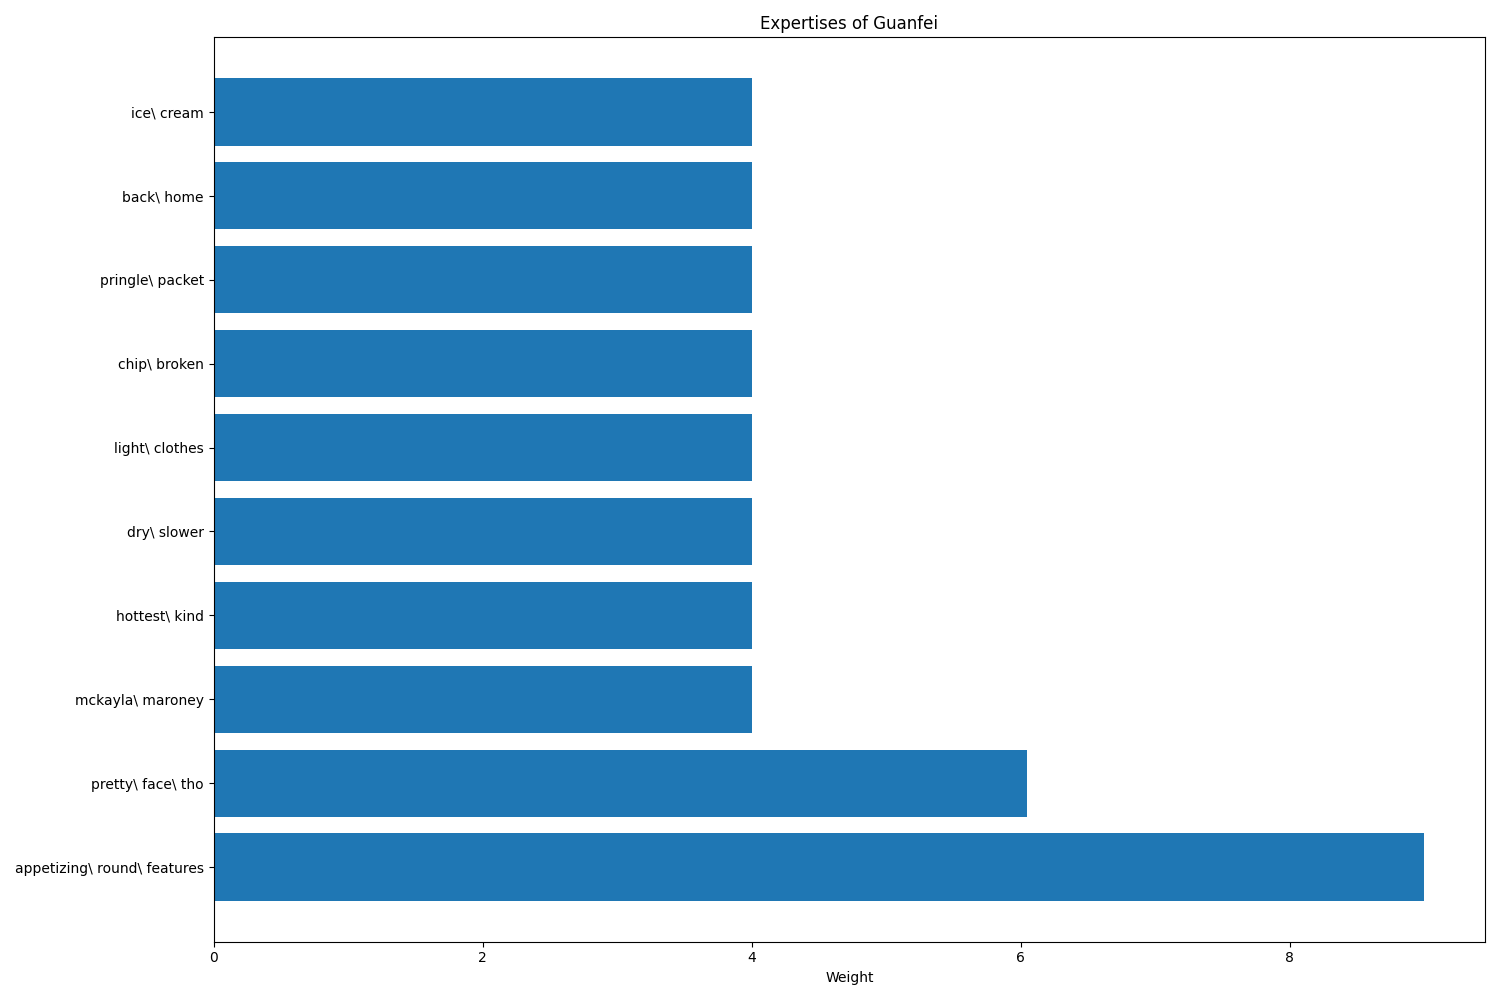 Expertises of Guanfei
ice\ cream
back\ home
pringle\ packet
chip\ broken
light\ clothes
dry\ slower
hottest\ kind
mckayla\ maroney
pretty\ face\ tho
appetizing\ round\ features
0 2 4 6 8
Weight